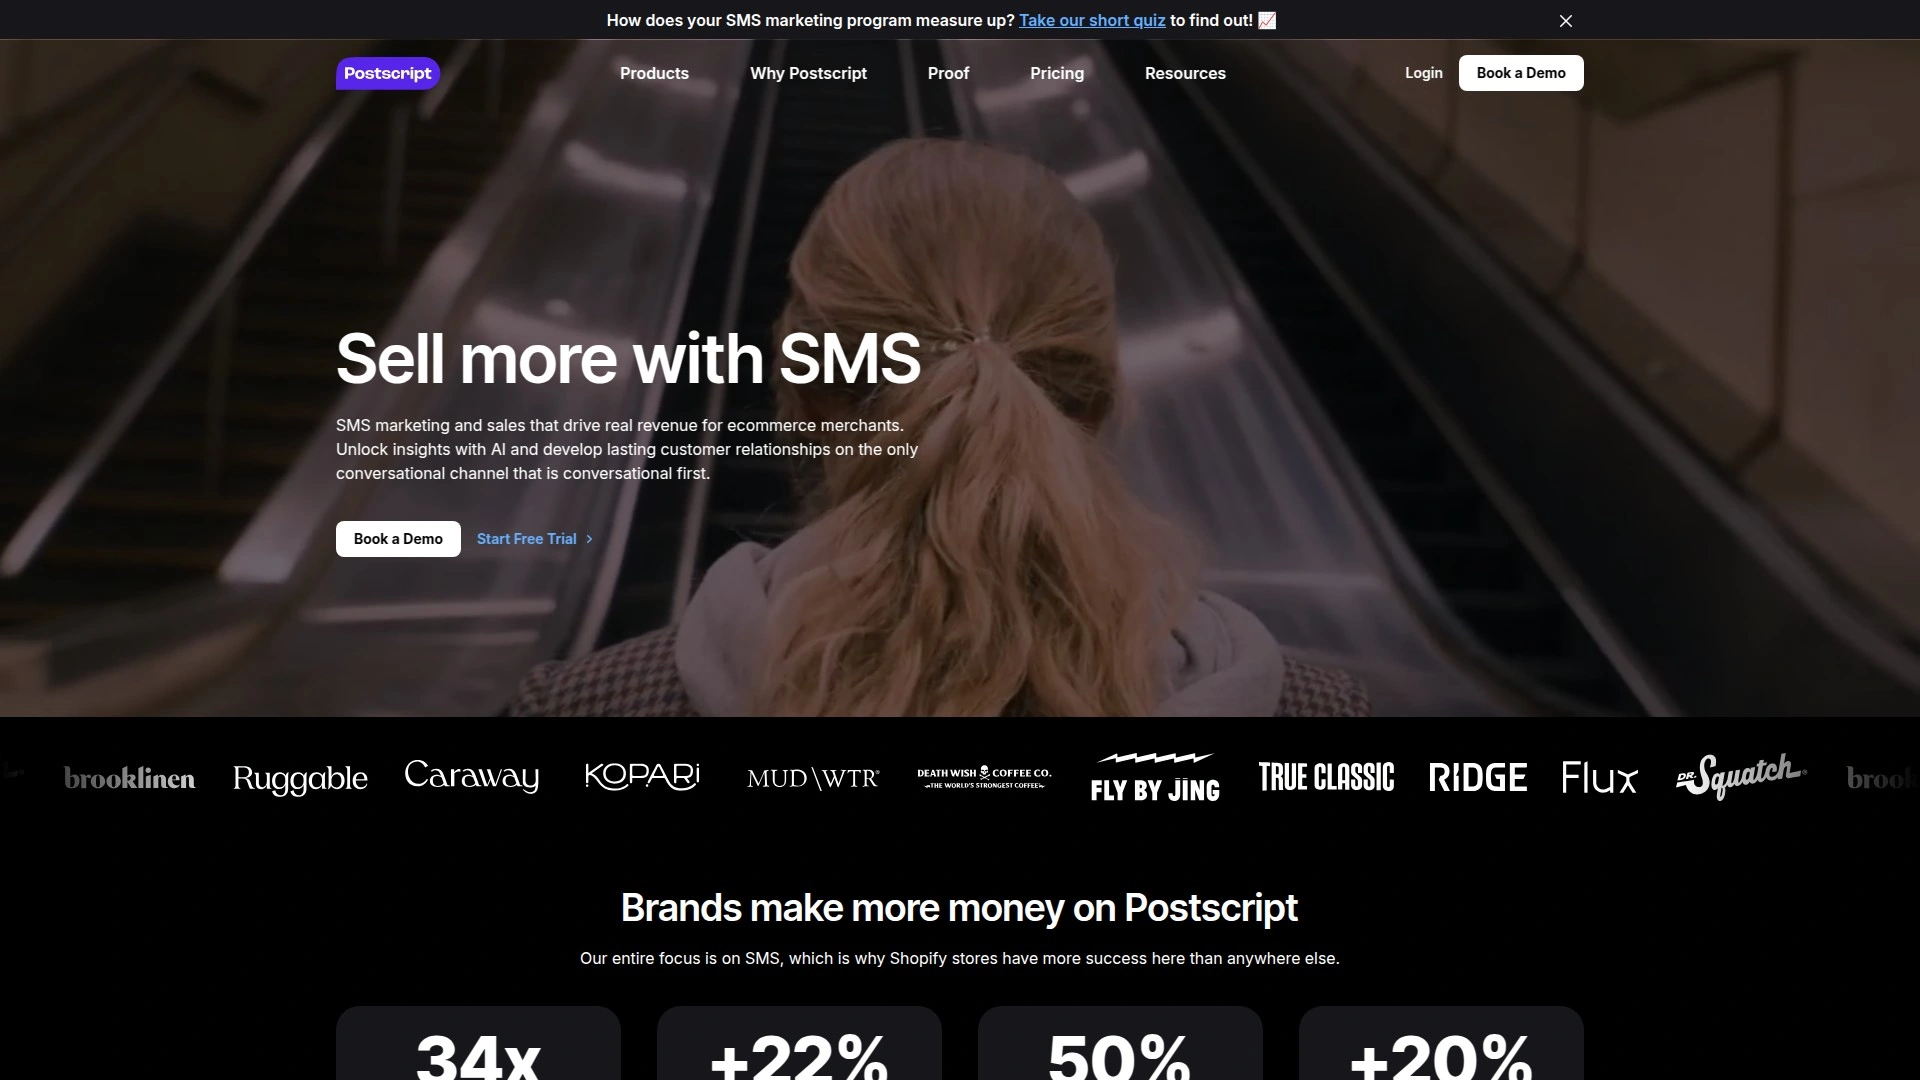 How does your SMS marketing program measure up? Take our short quiz to find out! 📈
Postscript
Products
Why Postscript
Proof
Pricing
Resources
Login
Book a Demo
Sell more with SMS
SMS marketing and sales that drive real revenue for ecommerce merchants.
Unlock insights with AI and develop lasting customer relationships on the only
conversational channel that is conversational first.
Book a Demo
Start Free Trial
brooklinen
Ruggable
Caraway
KOPARi
MUD\WTR
DEATH WISH COFFEE CO.
THE WORLD'S STRONGEST COFFEE
FLY BY JING
TRUE CLASSIC
RIDGE
Flux
DR. Squatch
brook
Brands make more money on Postscript
Our entire focus is on SMS, which is why Shopify stores have more success here than anywhere else.
34x
+22%
50%
+20%